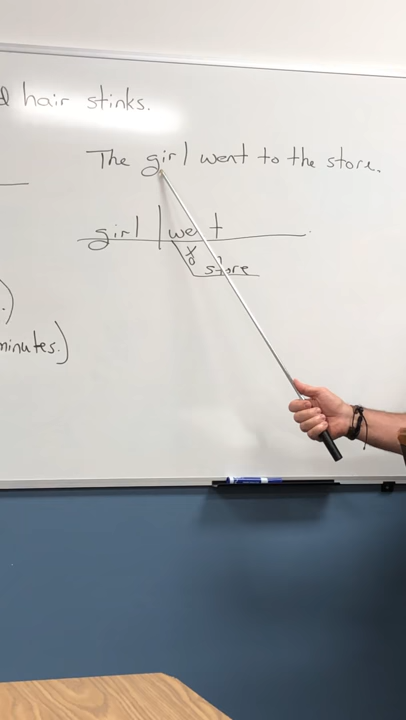 hair stinks.
The girl went to the store.
girl | went
to
store
)
minutes.)